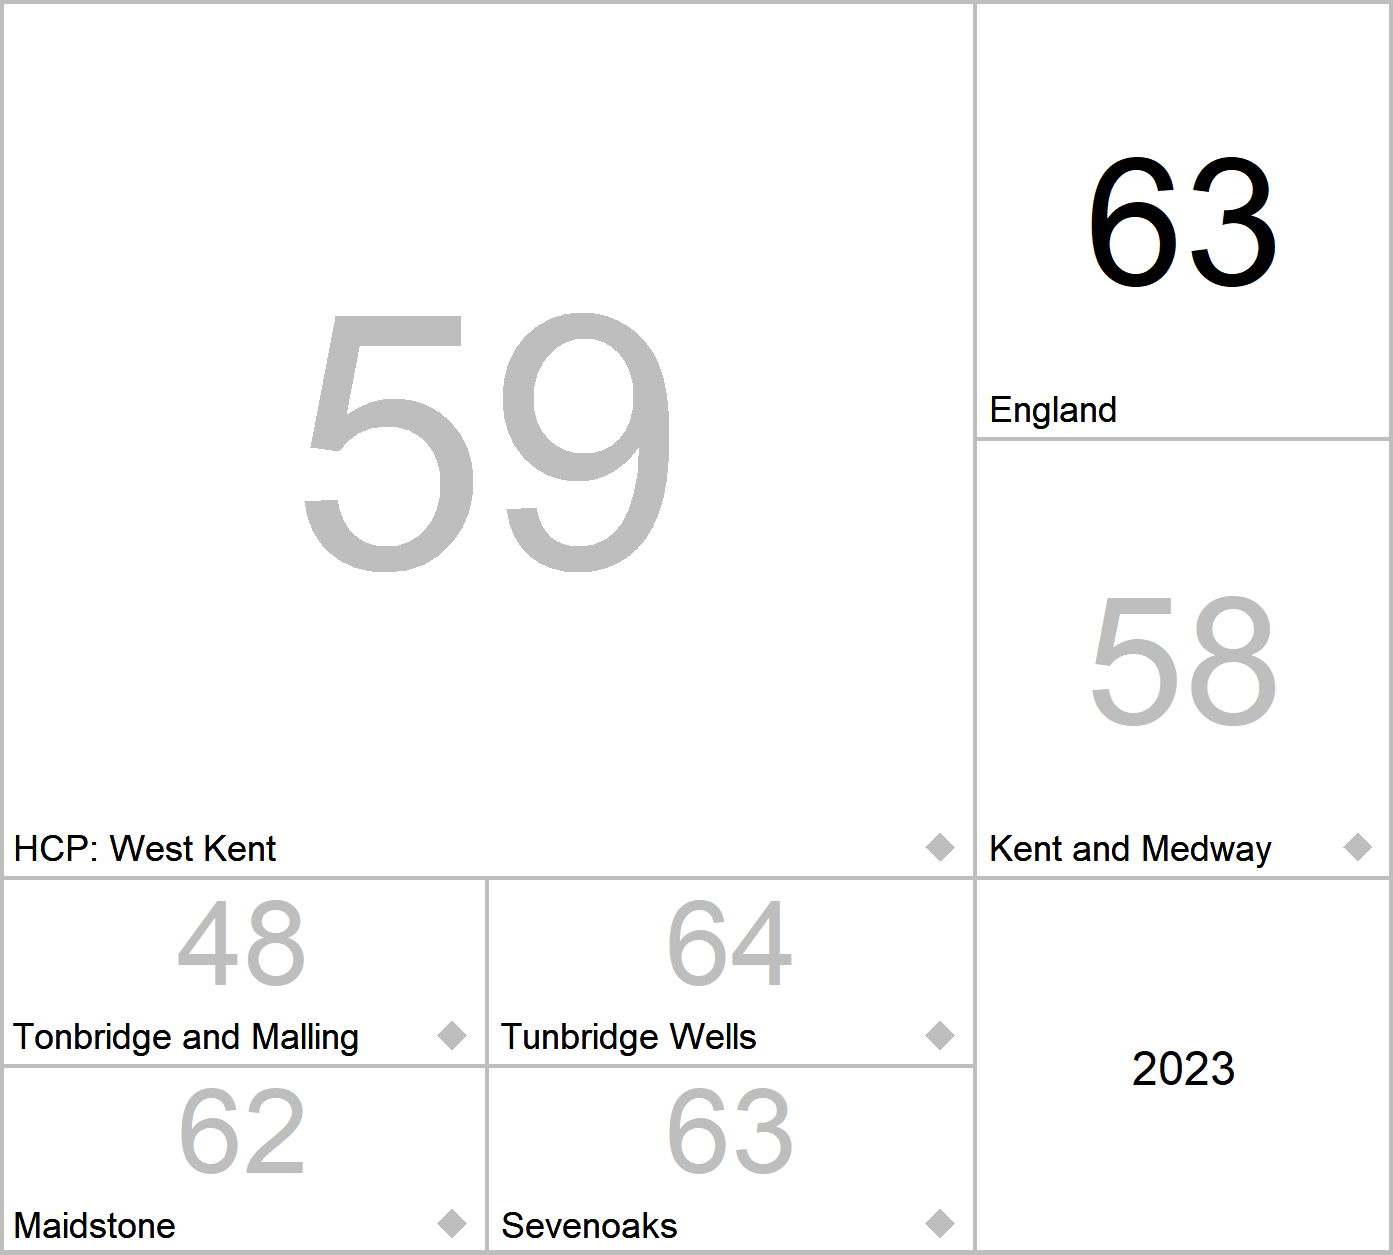 59
HCP: West Kent
63
England
58
Kent and Medway
48
Tonbridge and Malling
64
Tunbridge Wells
62
Maidstone
63
Sevenoaks
2023